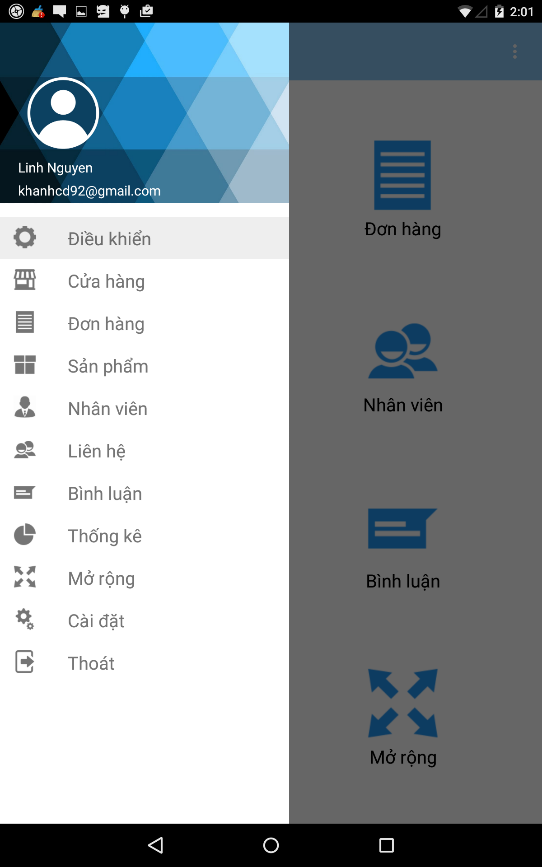 2:01
Linh Nguyen
khanhcd92@gmail.com
Điều khiển
Cửa hàng
Đơn hàng
Sản phẩm
Nhân viên
Liên hệ
Bình luận
Thống kê
Mở rộng
Cài đặt
Thoát
Đơn hàng
Nhân viên
Bình luận
Mở rộng